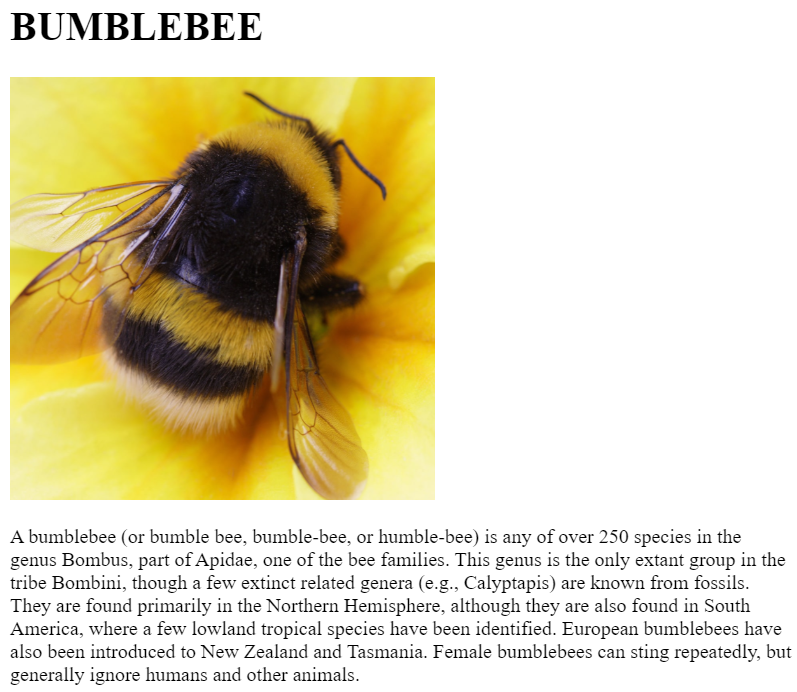 BUMBLEBEE
A bumblebee (or bumble bee, bumble-bee, or humble-bee) is any of over 250 species in the
genus Bombus, part of Apidae, one of the bee families. This genus is the only extant group in the
tribe Bombini, though a few extinct related genera (e.g., Calyptapis) are known from fossils.
They are found primarily in the Northern Hemisphere, although they are also found in South
America, where a few lowland tropical species have been identified. European bumblebees have
also been introduced to New Zealand and Tasmania. Female bumblebees can sting repeatedly, but
generally ignore humans and other animals.